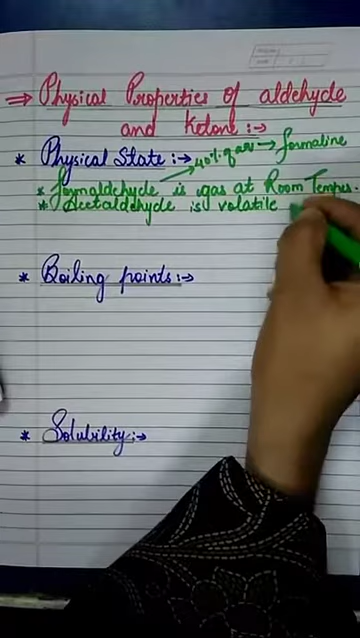 ⇒ Physical Properties of aldehyde
and Ketone :→
* Physical State :→ 40% aq → formaline
* formaldehyde is gas at Room Temper.
* Acetaldehyde is volatile
* Boiling points :→
* Solubility :→